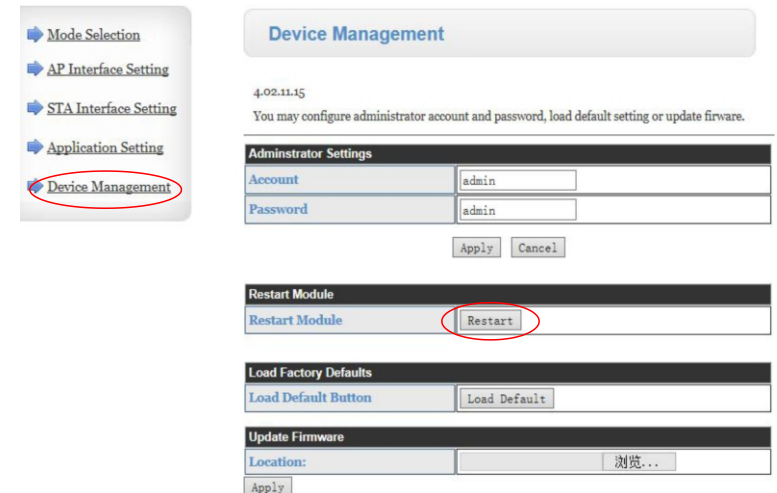 Mode Selection
AP Interface Setting
STA Interface Setting
Application Setting
Device Management
Device Management
4.02.11.15
You may configure administrator account and password, load default setting or update firware.
Adminstrator Settings
Account admin
Password admin
Apply Cancel
Restart Module
Restart Module Restart
Load Factory Defaults
Load Default Button Load Default
Update Firmware
Location: 浏览...
Apply